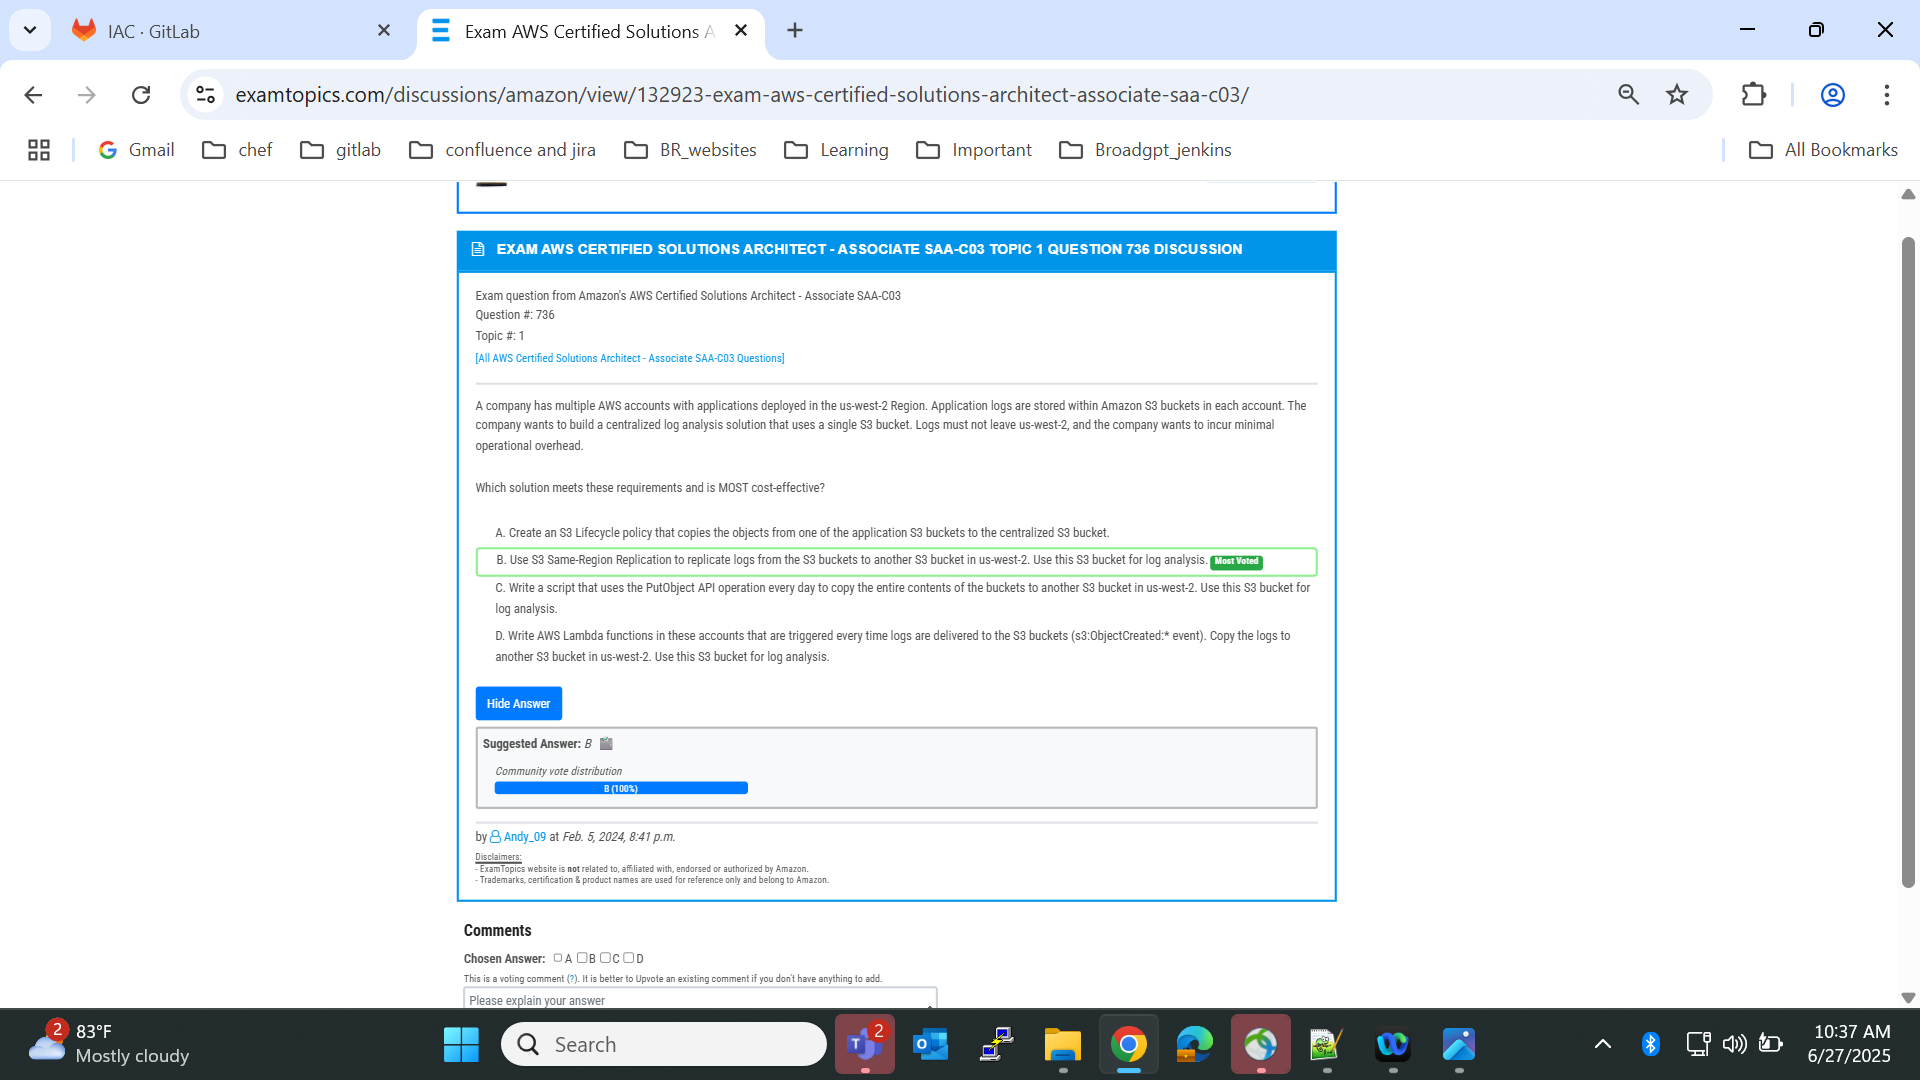 IAC · GitLab
Exam AWS Certified Solutions A
examtopics.com/discussions/amazon/view/132923-exam-aws-certified-solutions-architect-associate-saa-c03/
Gmail
chef
gitlab
confluence and jira
BR_websites
Learning
Important
Broadgpt_jenkins
All Bookmarks
EXAM AWS CERTIFIED SOLUTIONS ARCHITECT - ASSOCIATE SAA-C03 TOPIC 1 QUESTION 736 DISCUSSION
Exam question from Amazon's AWS Certified Solutions Architect - Associate SAA-C03
Question #: 736
Topic #: 1
[All AWS Certified Solutions Architect - Associate SAA-C03 Questions]
A company has multiple AWS accounts with applications deployed in the us-west-2 Region. Application logs are stored within Amazon S3 buckets in each account. The
company wants to build a centralized log analysis solution that uses a single S3 bucket. Logs must not leave us-west-2, and the company wants to incur minimal
operational overhead.
Which solution meets these requirements and is MOST cost-effective?
A. Create an S3 Lifecycle policy that copies the objects from one of the application S3 buckets to the centralized S3 bucket.
B. Use S3 Same-Region Replication to replicate logs from the S3 buckets to another S3 bucket in us-west-2. Use this S3 bucket for log analysis. Most Voted
C. Write a script that uses the PutObject API operation every day to copy the entire contents of the buckets to another S3 bucket in us-west-2. Use this S3 bucket for
log analysis.
D. Write AWS Lambda functions in these accounts that are triggered every time logs are delivered to the S3 buckets (s3:ObjectCreated:* event). Copy the logs to
another S3 bucket in us-west-2. Use this S3 bucket for log analysis.
Hide Answer
Suggested Answer: B
Community vote distribution
B (100%)
by Andy_09 at Feb. 5, 2024, 8:41 p.m.
Disclaimers:
- ExamTopics website is not related to, affiliated with, endorsed or authorized by Amazon.
- Trademarks, certification & product names are used for reference only and belong to Amazon.
Comments
Chosen Answer: A B C D
This is a voting comment (?). It is better to Upvote an existing comment if you don't have anything to add.
Please explain your answer
2
83°F
Mostly cloudy
Search
2
10:37 AM
6/27/2025